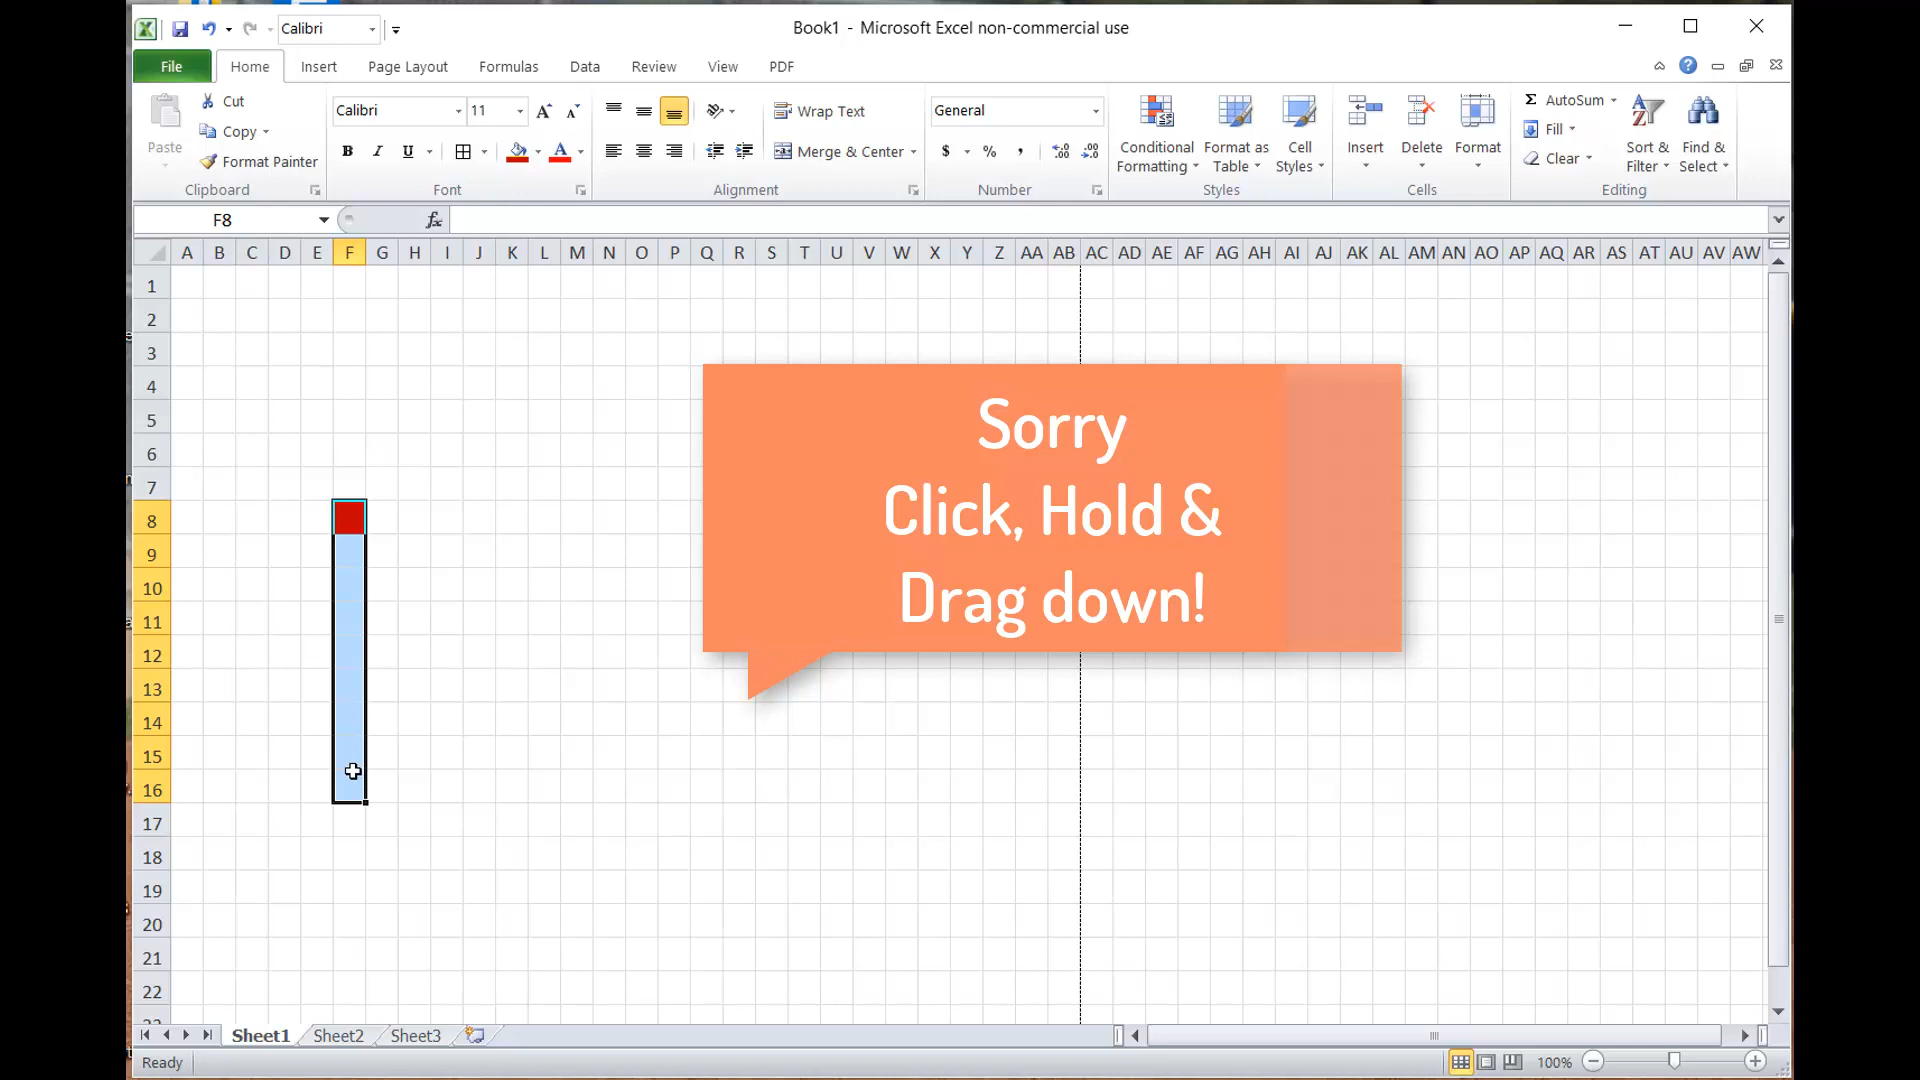 Calibri
Book1 - Microsoft Excel non-commercial use
File Home Insert Page Layout Formulas Data Review View PDF
Paste
Cut
Copy
Format Painter
Clipboard
Calibri 11
B I U A
Font
Wrap Text
Merge & Center
Alignment
General
$ % , .0 .00 .00 .0
Number
Conditional Formatting
Format as Table
Cell Styles
Styles
Insert Delete Format
Cells
Σ AutoSum
Fill
Clear
Sort & Filter
Find & Select
Editing
F8 fx
A B C D E F G H I J K L M N O P Q R S T U V W X Y Z AA AB AC AD AE AF AG AH AI AJ AK AL AM AN AO AP AQ AR AS AT AU AV AW
1
2
3
4
5
6
7
8
9
10
11
12
13
14
15
16
17
18
19
20
21
22
Sorry
Click, Hold &
Drag down!
Sheet1 Sheet2 Sheet3
Ready 100%